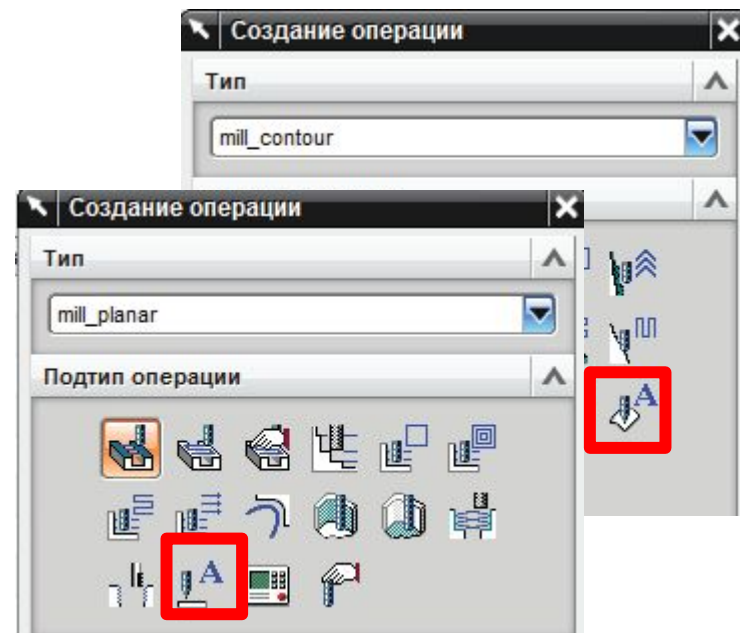 Создание операции
Тип
mill_contour
Создание операции
Тип
mill_planar
Подтип операции
A
A